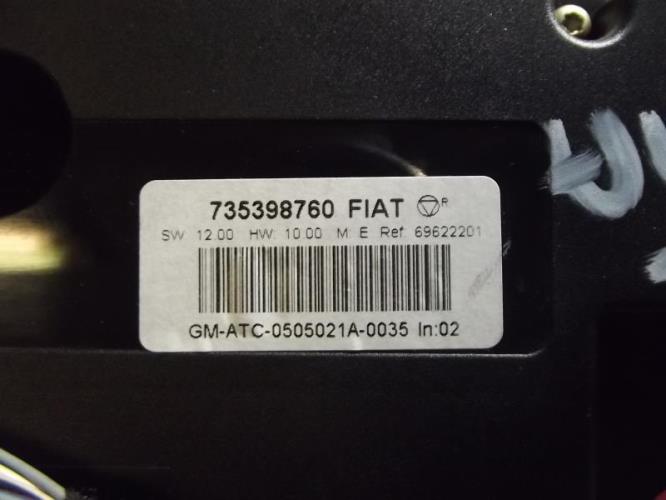 735398760 FIAT R
SW 12.00 HW: 10.00 M: E Ref 69622201
GM-ATC-0505021A-0035 In:02